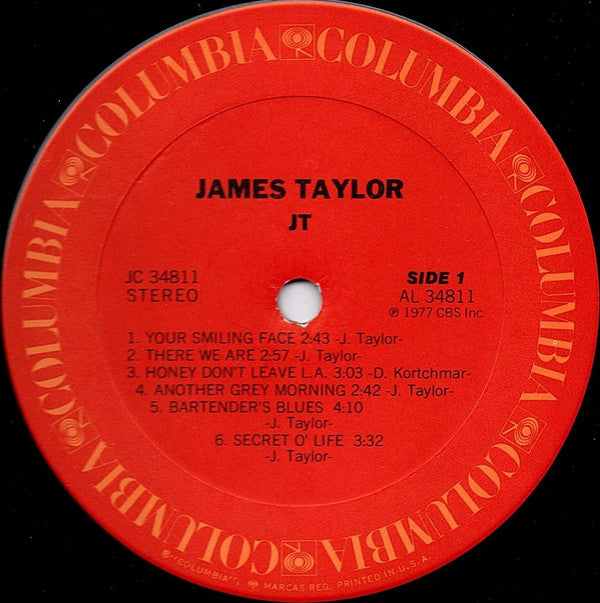 COLUMBIA COLUMBIA COLUMBIA COLUMBIA COLUMBIA COLUMBIA
JAMES TAYLOR
JT
JC 34811
STEREO
SIDE 1
AL 34811
℗ 1977 CBS Inc.
1. YOUR SMILING FACE 2:43 -J. Taylor-
2. THERE WE ARE 2:57 -J. Taylor-
3. HONEY DON'T LEAVE L.A. 3:03 -D. Kortchmar-
4. ANOTHER GREY MORNING 2:42 -J. Taylor-
5. BARTENDER'S BLUES 4:10
-J. Taylor-
6. SECRET O' LIFE 3:32
-J. Taylor-
® "COLUMBIA", MARCAS REG. PRINTED IN U.S.A.